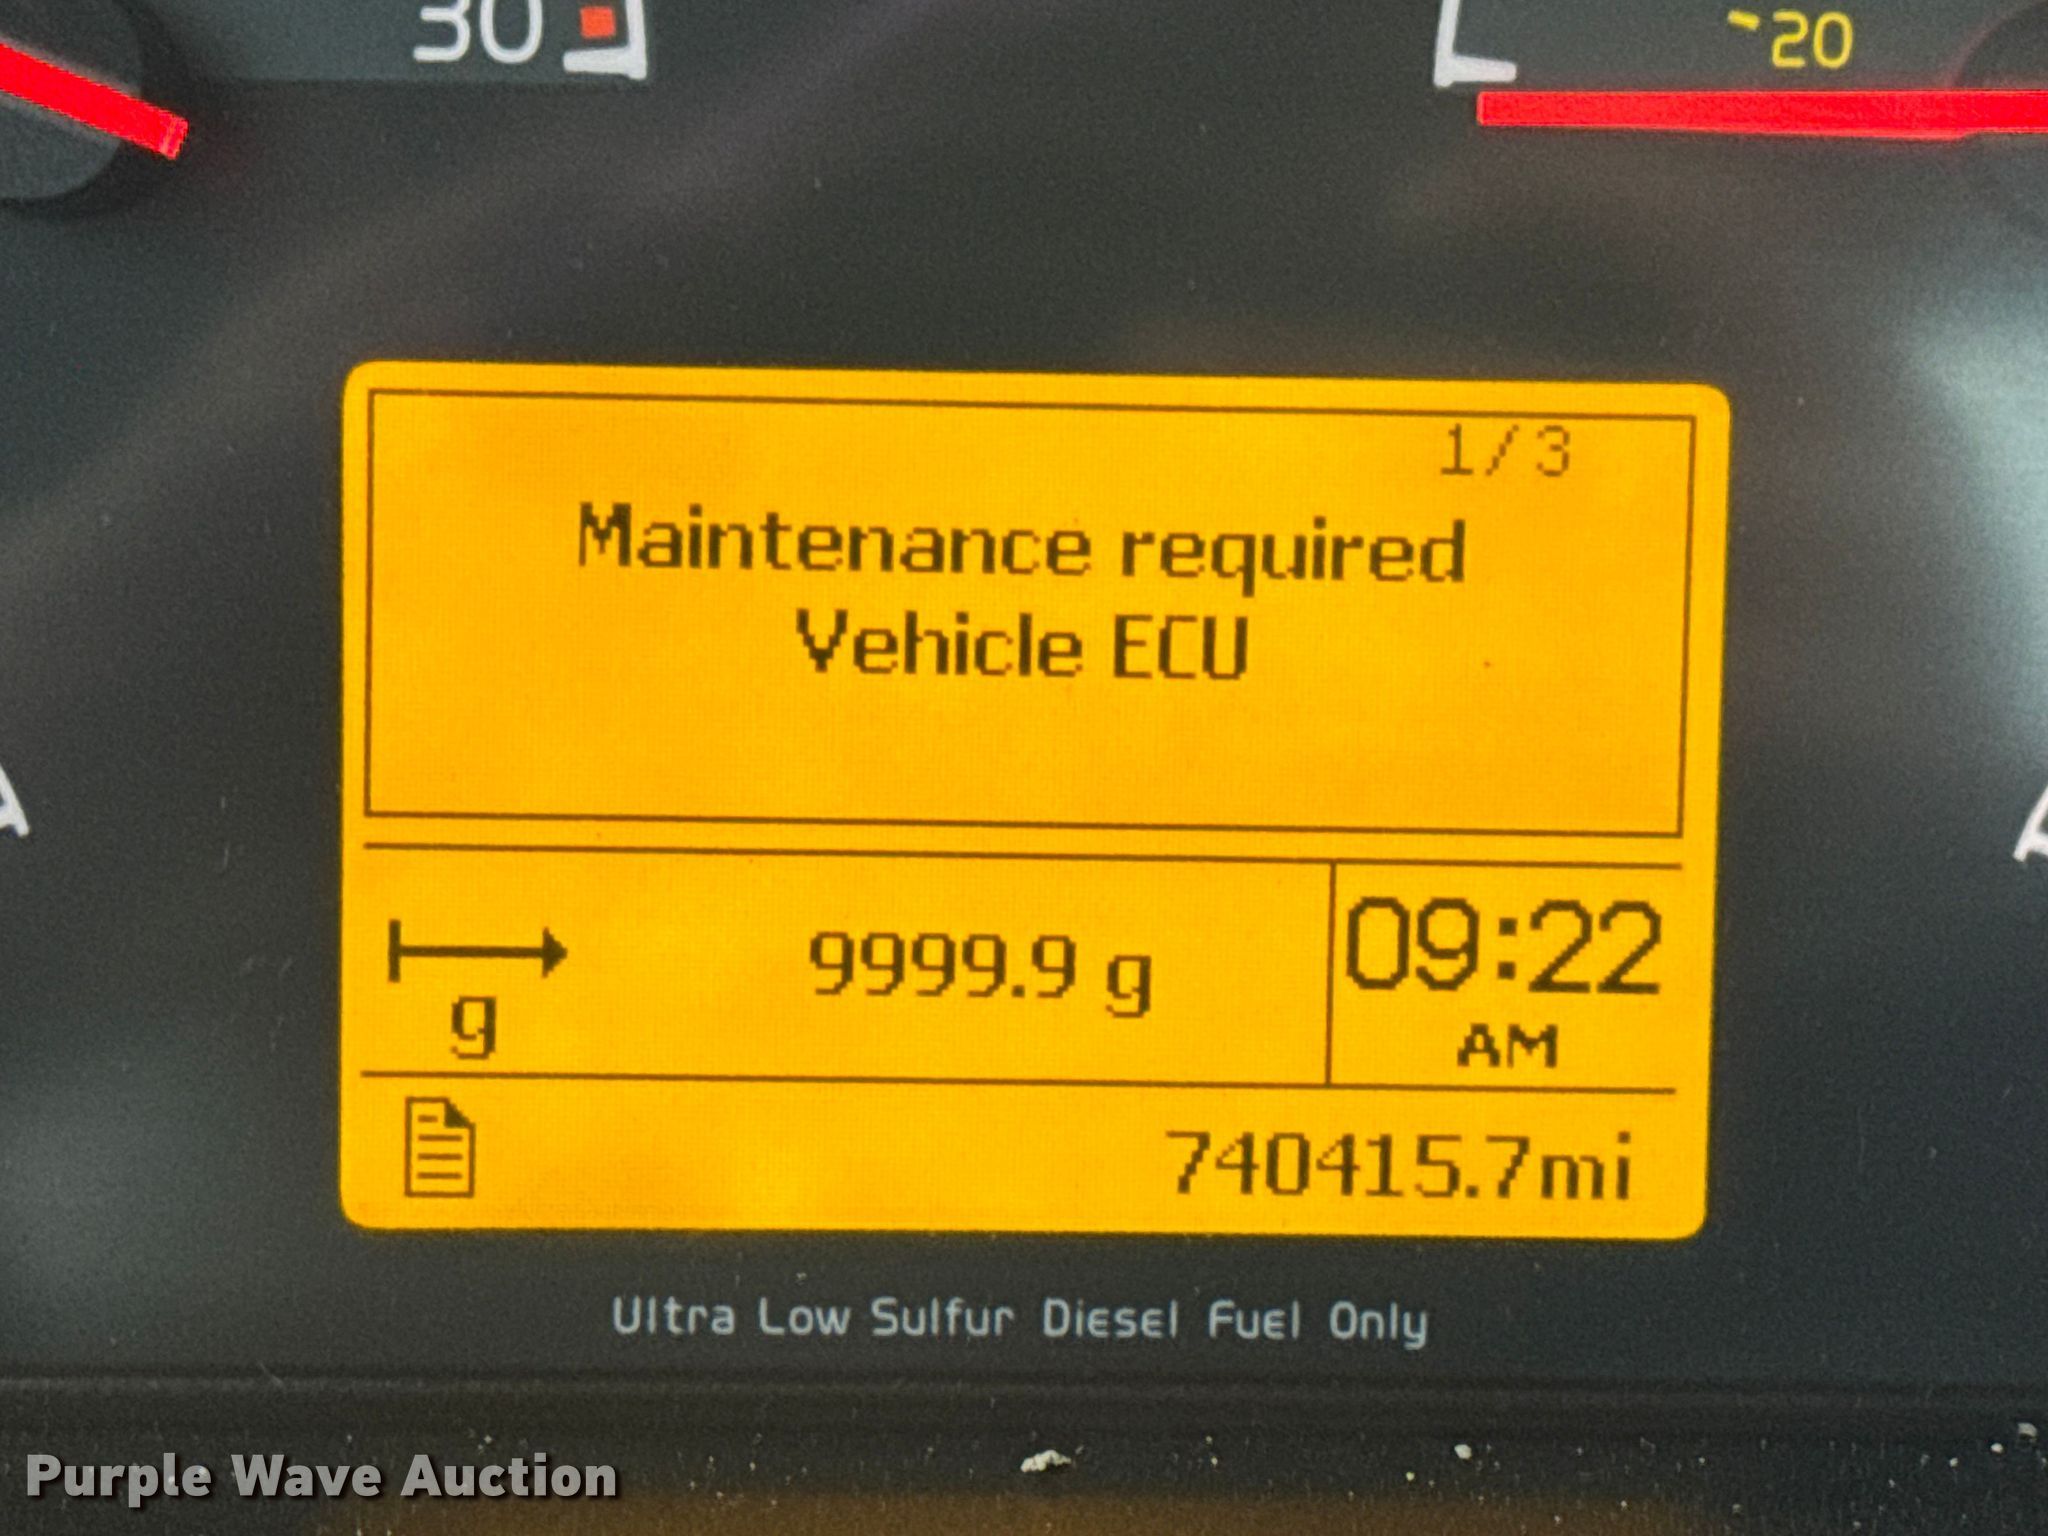 30
-20
1/3
Maintenance required
Vehicle ECU
9999.9 g
g
09:22
AM
740415.7mi
Ultra Low Sulfur Diesel Fuel Only
Purple Wave Auction